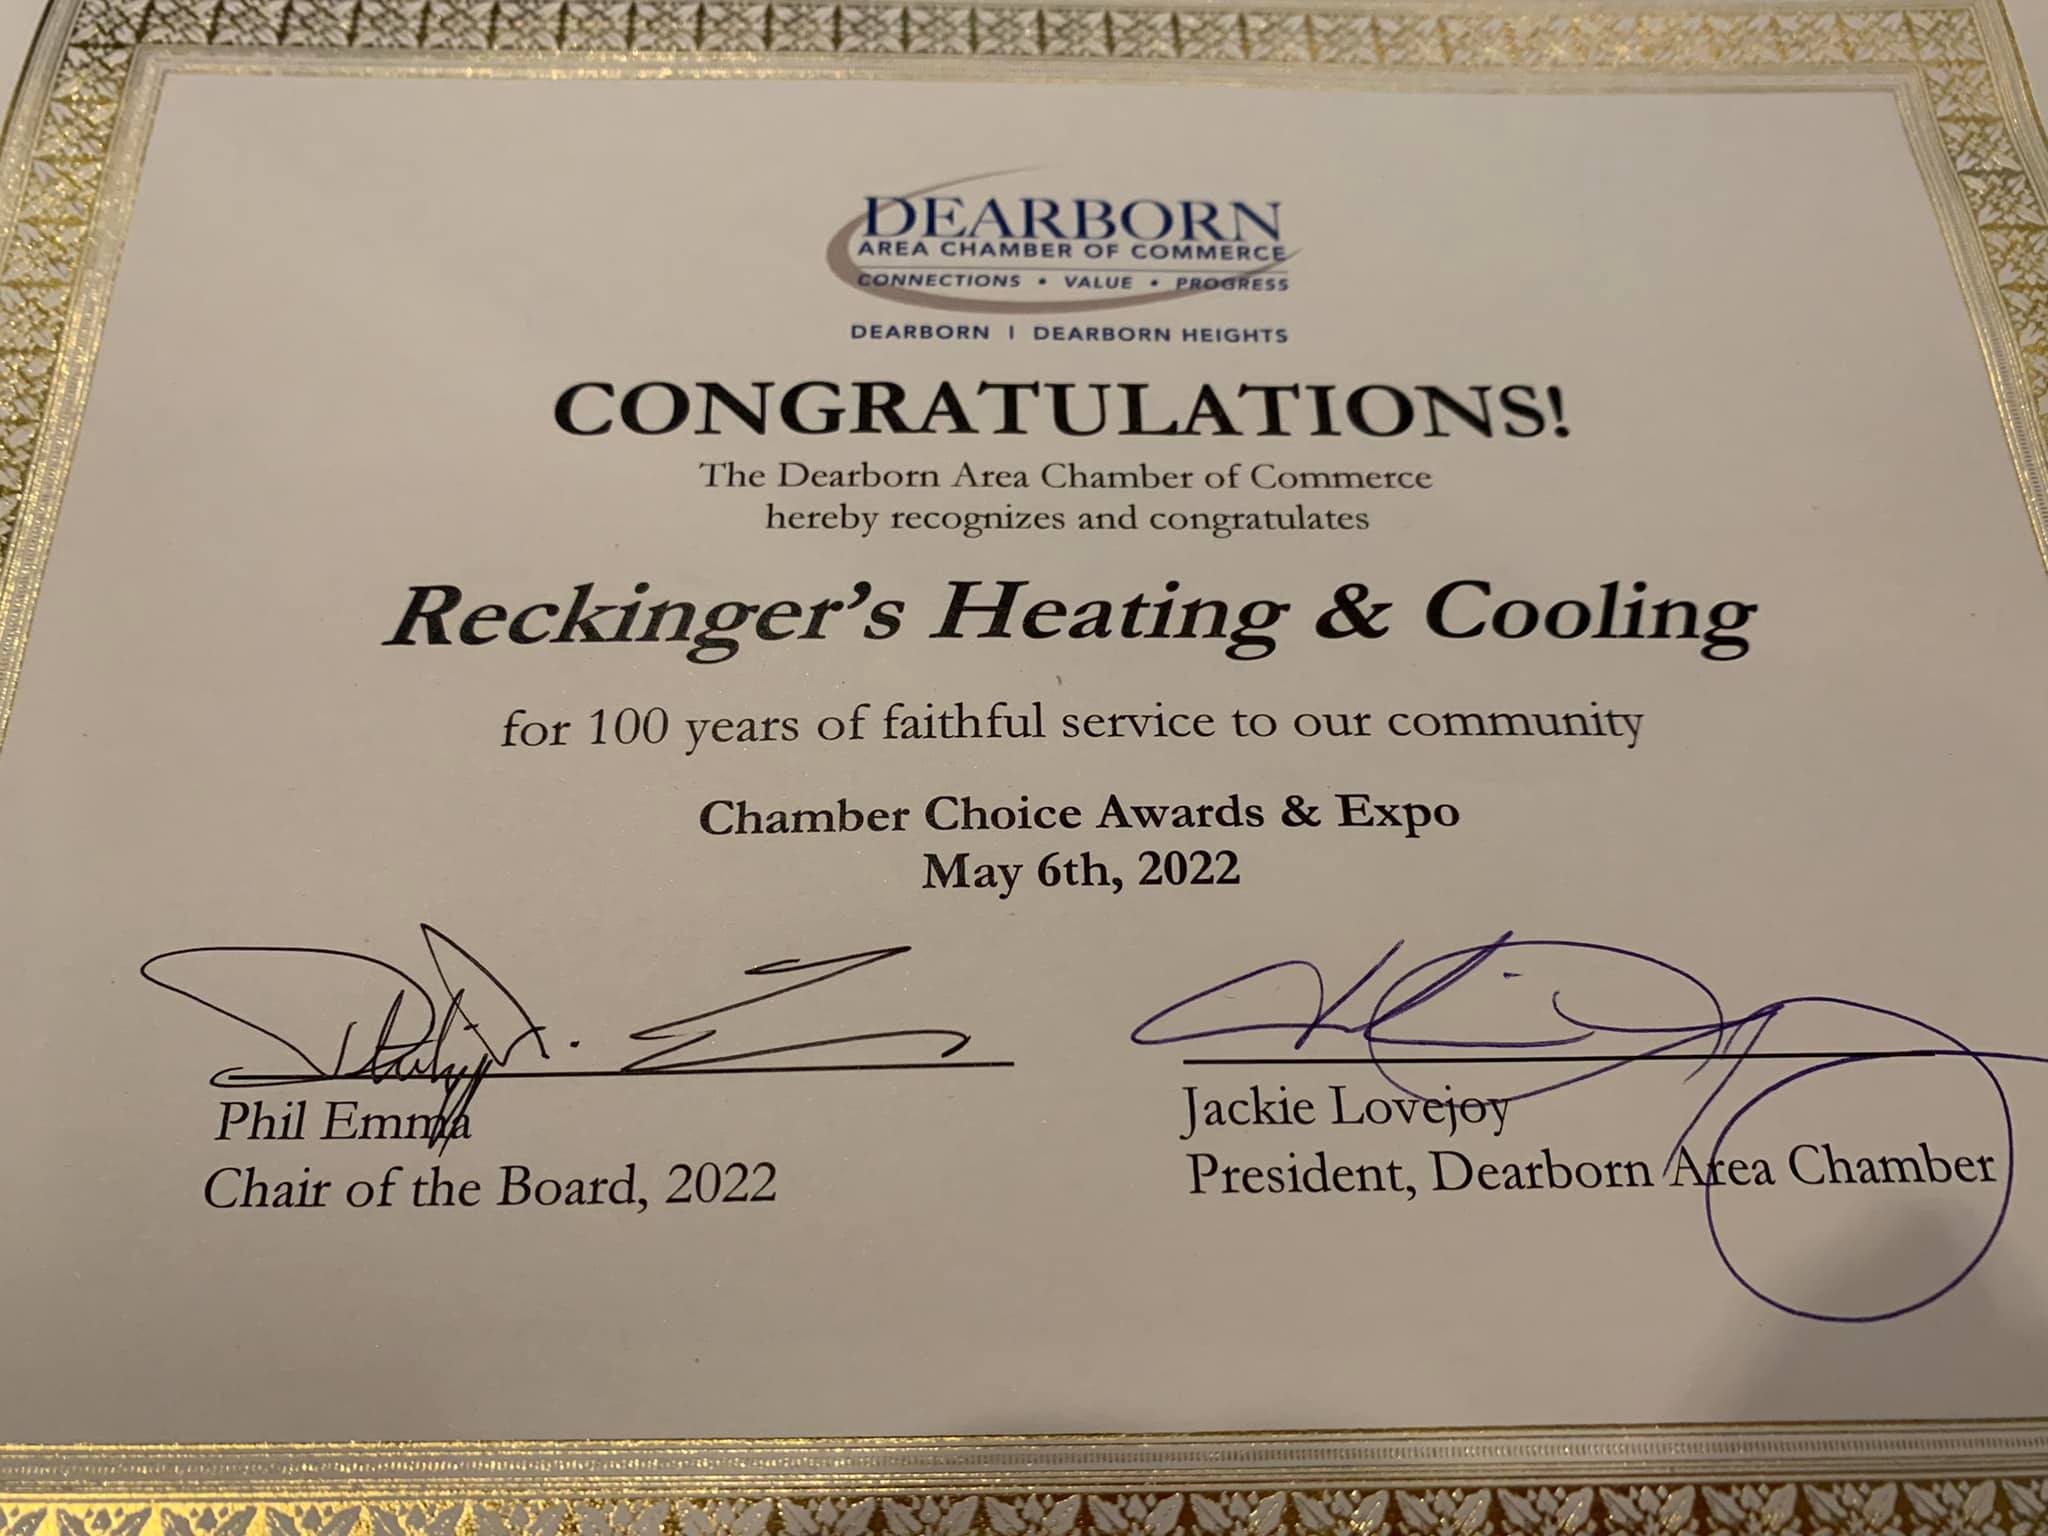 DEARBORN
AREA CHAMBER OF COMMERCE
CONNECTIONS • VALUE • PROGRESS
DEARBORN | DEARBORN HEIGHTS
CONGRATULATIONS!
The Dearborn Area Chamber of Commerce
hereby recognizes and congratulates
Reckinger's Heating & Cooling
for 100 years of faithful service to our community
Chamber Choice Awards & Expo
May 6th, 2022
Phil Emma
Chair of the Board, 2022
Jackie Lovejoy
President, Dearborn Area Chamber